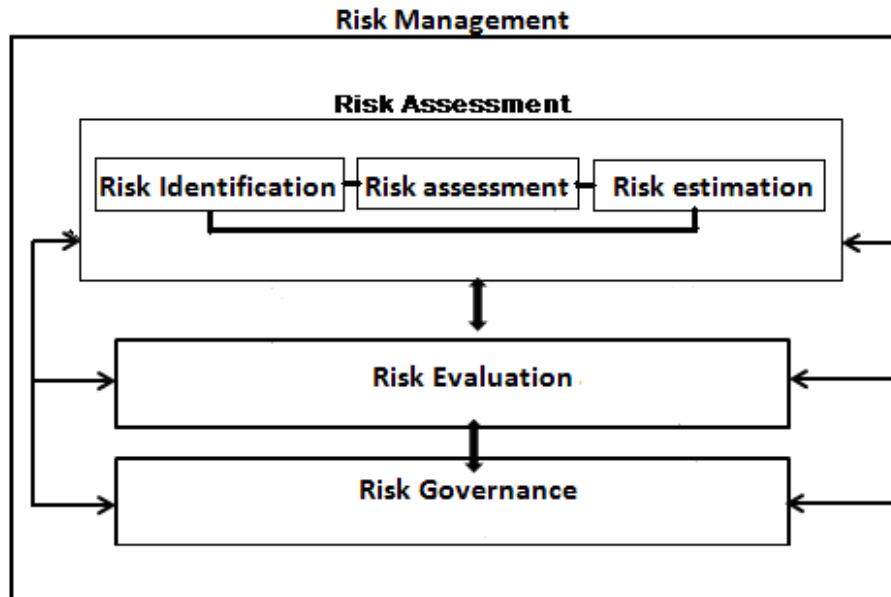 Risk Management
Risk Assessment
Risk Identification
Risk assessment
Risk estimation
Risk Evaluation
Risk Governance